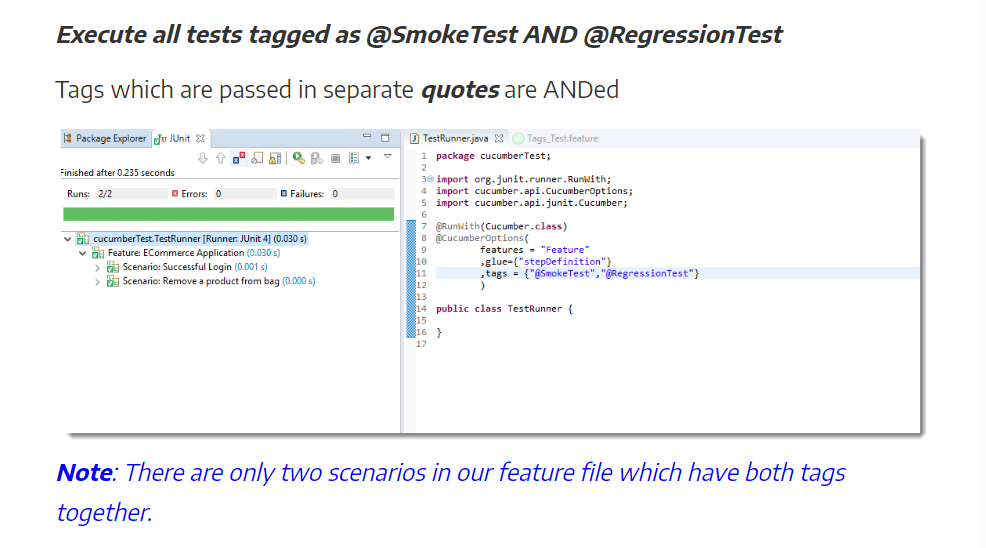 Execute all tests tagged as @SmokeTest AND @RegressionTest
Tags which are passed in separate quotes are ANDed
Package Explorer JUnit
Finished after 0.235 seconds
Runs: 2/2 Errors: 0 Failures: 0
cucumberTest.TestRunner [Runner: JUnit 4] (0.030 s)
Feature: ECommerce Application (0.030 s)
Scenario: Successful Login (0.001 s)
Scenario: Remove a product from bag (0.000 s)
TestRunner.java Tags_Test.feature
1 package cucumberTest;
2
3 import org.junit.runner.RunWith;
4 import cucumber.api.CucumberOptions;
5 import cucumber.api.junit.Cucumber;
6
7 @RunWith(Cucumber.class)
8 @CucumberOptions(
9 features = "Feature"
10 ,glue={"stepDefinition"}
11 ,tags = {"@SmokeTest","@RegressionTest"}
12 )
13
14 public class TestRunner {
15
16 }
17
Note: There are only two scenarios in our feature file which have both tags
together.